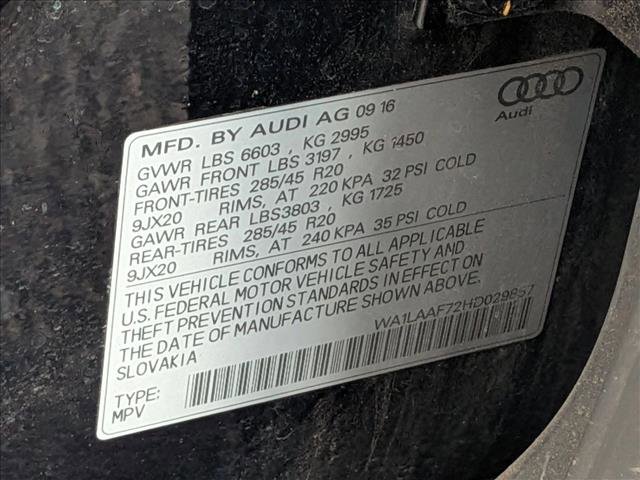 MFD. BY AUDI AG 09 16
Audi
GVWR LBS 6603 , KG 2995
GAWR FRONT LBS 3197 , KG 1450
FRONT-TIRES 285/45 R20
9JX20 RIMS, AT 220 KPA 32 PSI COLD
GAWR REAR LBS3803 , KG 1725
REAR-TIRES 285/45 R20
9JX20 RIMS, AT 240 KPA 35 PSI COLD
THIS VEHICLE CONFORMS TO ALL APPLICABLE
U.S. FEDERAL MOTOR VEHICLE SAFETY AND
THEFT PREVENTION STANDARDS IN EFFECT ON
THE DATE OF MANUFACTURE SHOWN ABOVE.
SLOVAKIA
WA1LAAF72HD029857
TYPE:
MPV